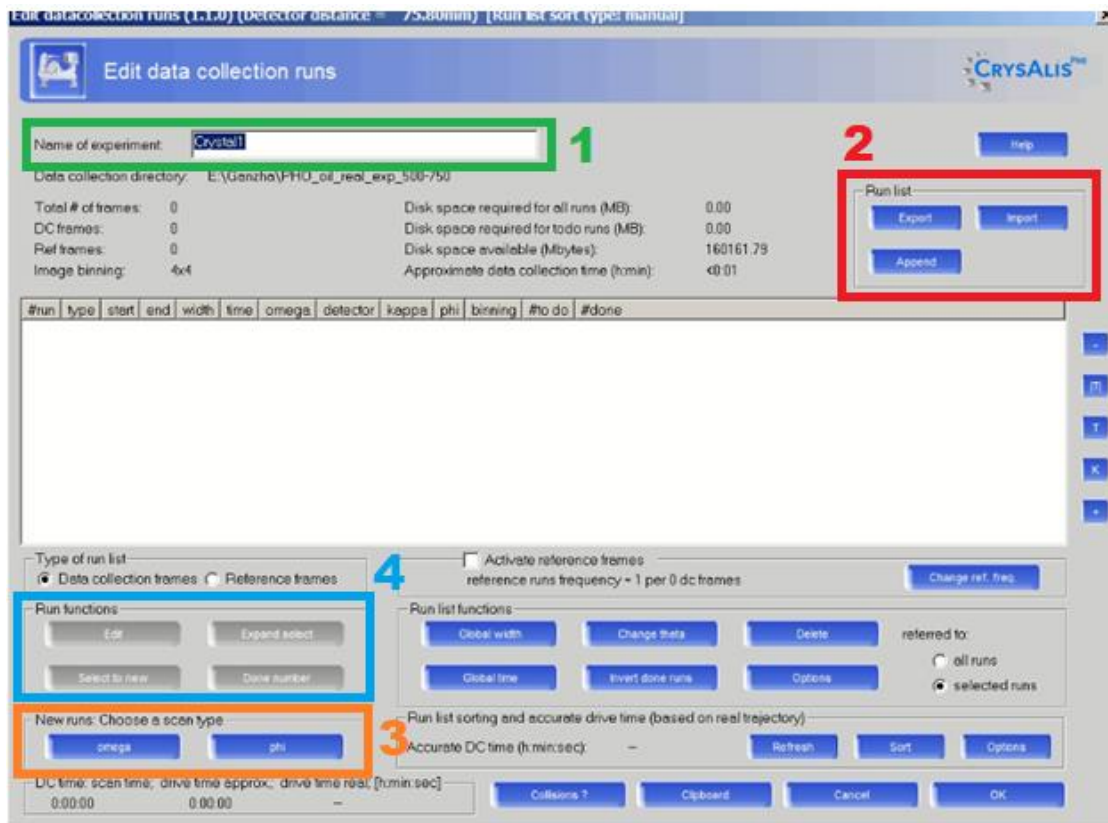 Edit datacollection runs (1.1.0) (Detector distance = 75.80mm) [Run list sort type: manual]
Edit data collection runs
CRYSALIS Pro
Name of experiment: Crystal1
1
2
Help
Data collection directory: E:\Ganzha\PHO_oil_real_exp_500-750
Run list
Total # of frames: 0 Disk space required for all runs (MB): 0.00
Export Import
DC frames: 0 Disk space required for todo runs (MB): 0.00
Ref frames: 0 Disk space available (Mbytes): 160161.79
Append
Image binning: 4x4 Approximate data collection time (h:min): <0:01
#run type start end width time omega detector kappa phi binning #to do #done
-
[?]
T
K
+
Type of run list
Data collection frames Reference frames
4
Activate reference frames
reference runs frequency = 1 per 0 dc frames
Change ref. freq.
Run functions
Edit Expand select
Select to new Done number
Run list functions
Global width Change theta Delete
Global time Invert done runs Options
referred to:
all runs
selected runs
New runs: Choose a scan type
omega phi
3
Run list sorting and accurate drive time (based on real trajectory)
Accurate DC time (h:min:sec): -- Refresh Sort Options
DC time: scan time; drive time approx.; drive time real; [h:min:sec]
0:00:00 0:00:00 --
Collisions ? Clipboard Cancel OK